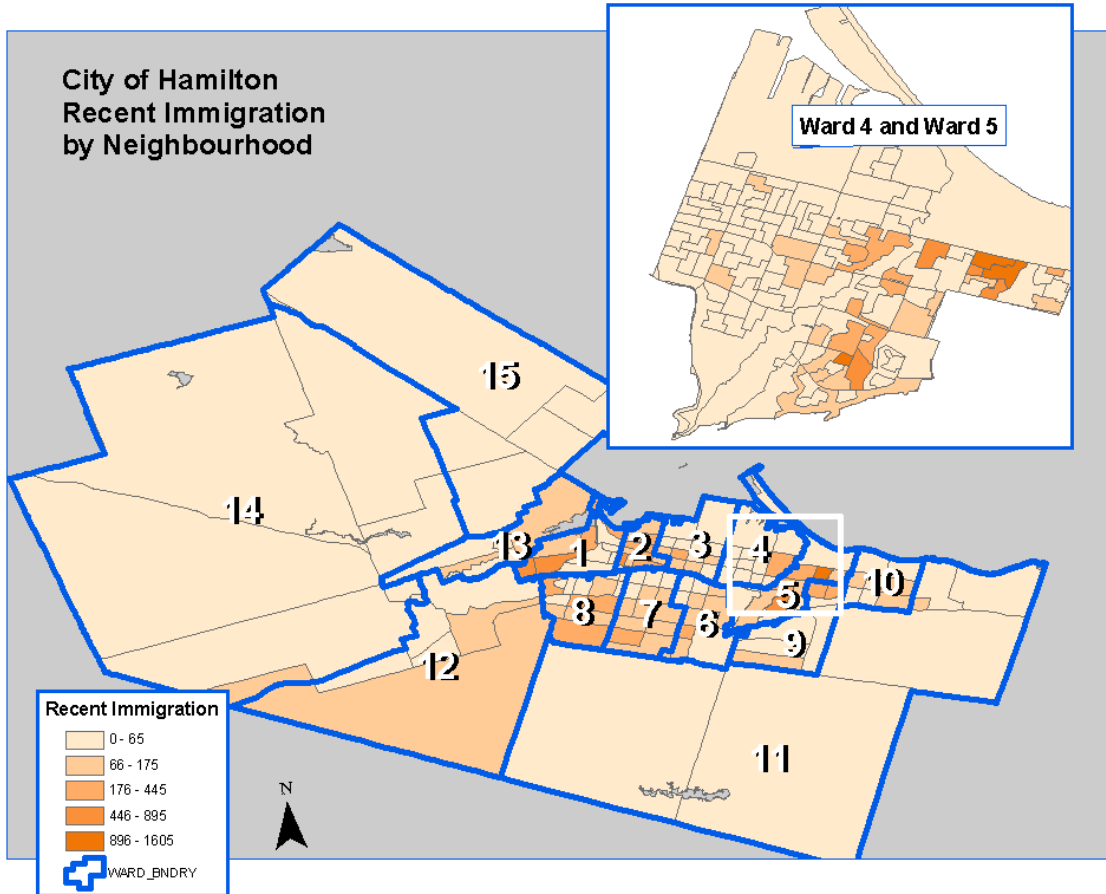 City of Hamilton
Recent Immigration
by Neighbourhood
Ward 4 and Ward 5
15
14
13
1
2
3
4
5
10
8
7
6
9
12
11
Recent Immigration
0 - 65
66 - 175
176 - 445
446 - 895
896 - 1605
WARD_BNDRY
N